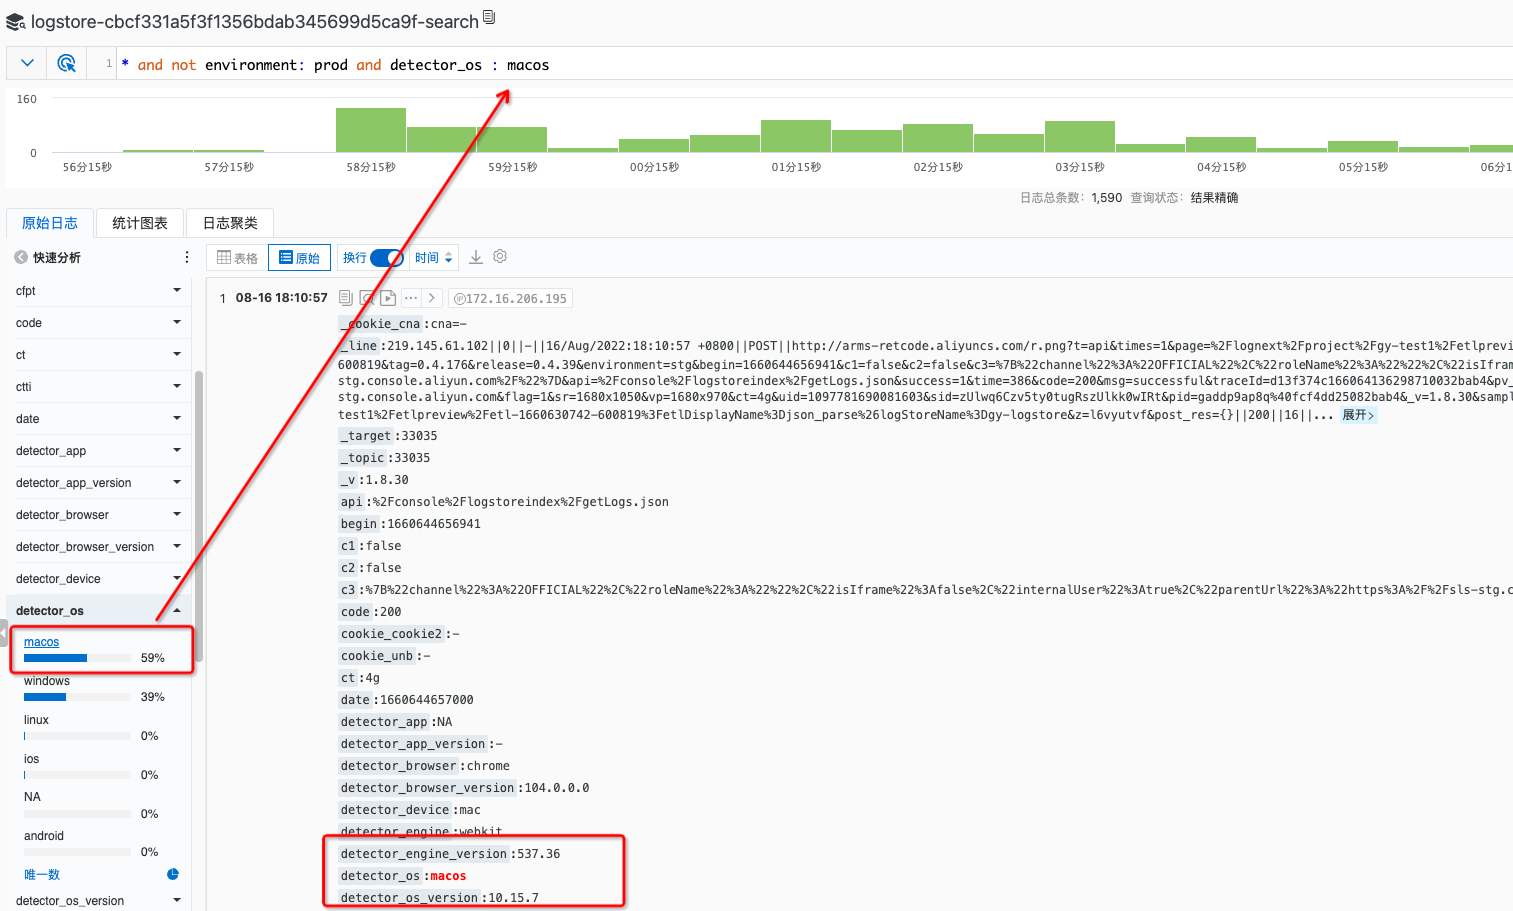 logstore-cbcf331a5f3f1356bdab345699d5ca9f-search
1 * and not environment: prod and detector_os : macos
160
0
56分15秒 57分15秒 58分15秒 59分15秒 00分15秒 01分15秒 02分15秒 03分15秒 04分15秒 05分15秒 06分1
日志总条数: 1,590 查询状态: 结果精确
原始日志 统计图表 日志聚类
快速分析
表格 原始 换行 时间
cfpt
code
ct
ctti
date
detector_app
detector_app_version
detector_browser
detector_browser_version
detector_device
detector_os
macos
59%
windows
39%
linux
0%
ios
0%
NA
0%
android
0%
唯一数
detector_os_version
1 08-16 18:10:57 172.16.206.195
_cookie_cna :cna=-
_line :219.145.61.102||0||-||16/Aug/2022:18:10:57 +0800||POST||http://arms-retcode.aliyuncs.com/r.png?t=api&times=1&page=%2Flognext%2Fproject%2Fgy-test1%2Fetlprevie
600819&tag=0.4.176&release=0.4.39&environment=stg&begin=1660644656941&c1=false&c2=false&c3=%7B%22channel%22%3A%22OFFICIAL%22%2C%22roleName%22%3A%22%22%2C%22isIfram
stg.console.aliyun.com%2F%22%7D&api=%2Fconsole%2Flogstoreindex%2FgetLogs.json&success=1&time=386&code=200&msg=successful&traceId=d13f374c166064136298710032bab4&pv_
stg.console.aliyun.com%2F&flag=1&sr=1680x1050&vp=1680x970&ct=4g&uid=1097781690081603&sid=zUlwq6Czv5ty0tugRszUlkk0wIRt&pid=gaddp9ap8q%40fcf4dd25082bab4&_v=1.8.30&sampl
test1%2Fetlpreview%2Fetl-1660630742-600819%3FetlDisplayName%3Djson_parse%26logStoreName%3Dgy-logstore&z=l6vyutvf&post_res={}||200||16||... 展开>
_target :33035
_topic :33035
_v :1.8.30
api :%2Fconsole%2Flogstoreindex%2FgetLogs.json
begin :1660644656941
c1 :false
c2 :false
c3 :%7B%22channel%22%3A%22OFFICIAL%22%2C%22roleName%22%3A%22%22%2C%22isIframe%22%3Afalse%2C%22internalUser%22%3Atrue%2C%22parentUrl%22%3A%22https%3A%2F%2Fsls-stg.c
code :200
cookie_cookie2 :-
cookie_unb :-
ct :4g
date :1660644657000
detector_app :NA
detector_app_version :-
detector_browser :chrome
detector_browser_version :104.0.0.0
detector_device :mac
detector_engine :webkit
detector_engine_version :537.36
detector_os :macos
detector_os_version :10.15.7